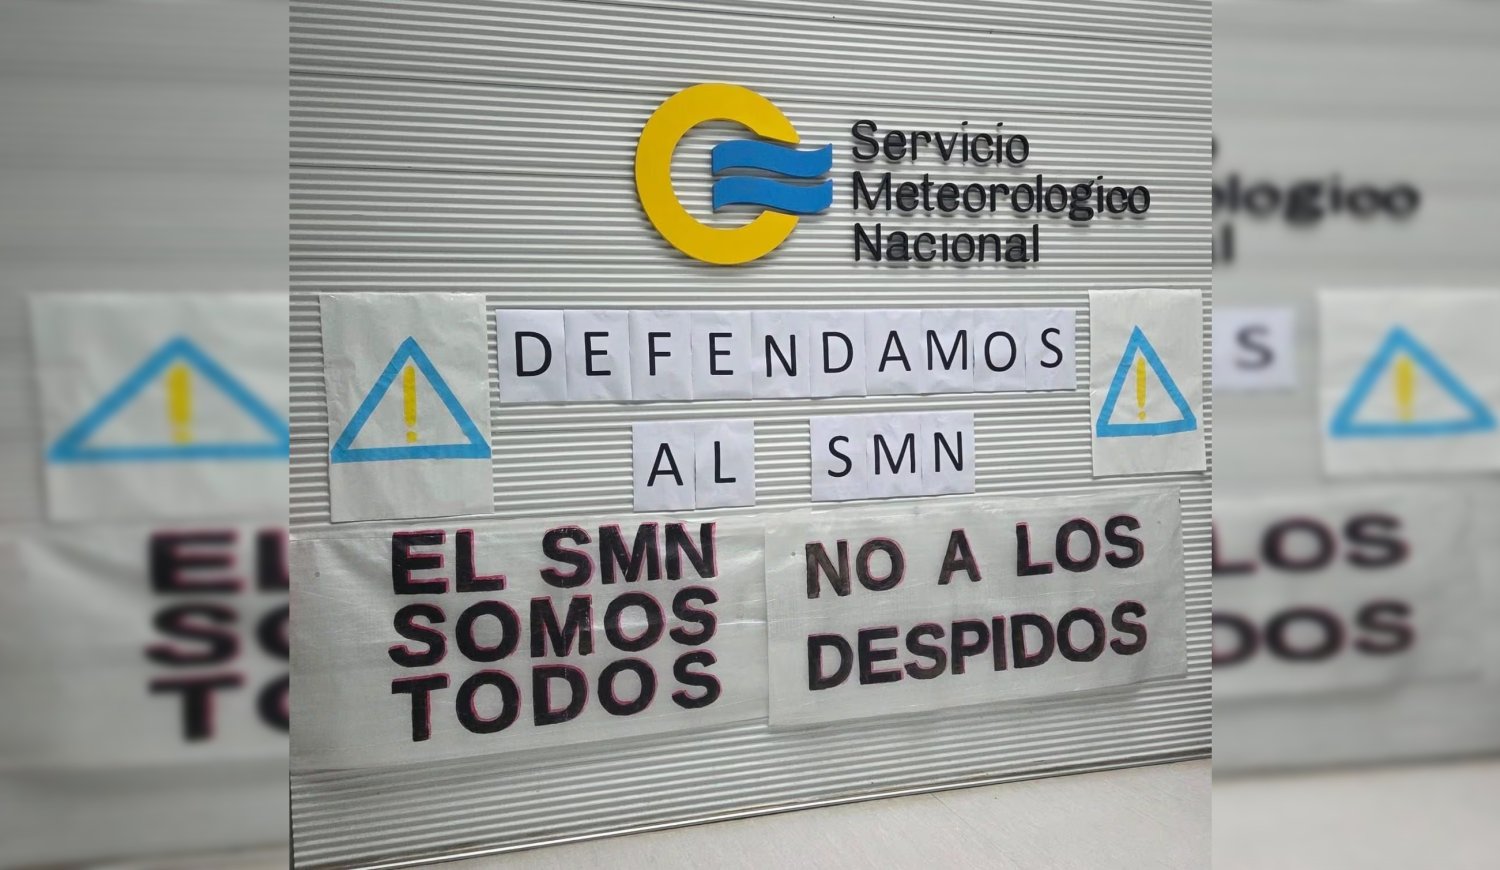 Servicio
Meteorologico
Nacional
DEFENDAMOS
AL SMN
EL SMN
SOMOS
TODOS
NO A LOS
DESPIDOS